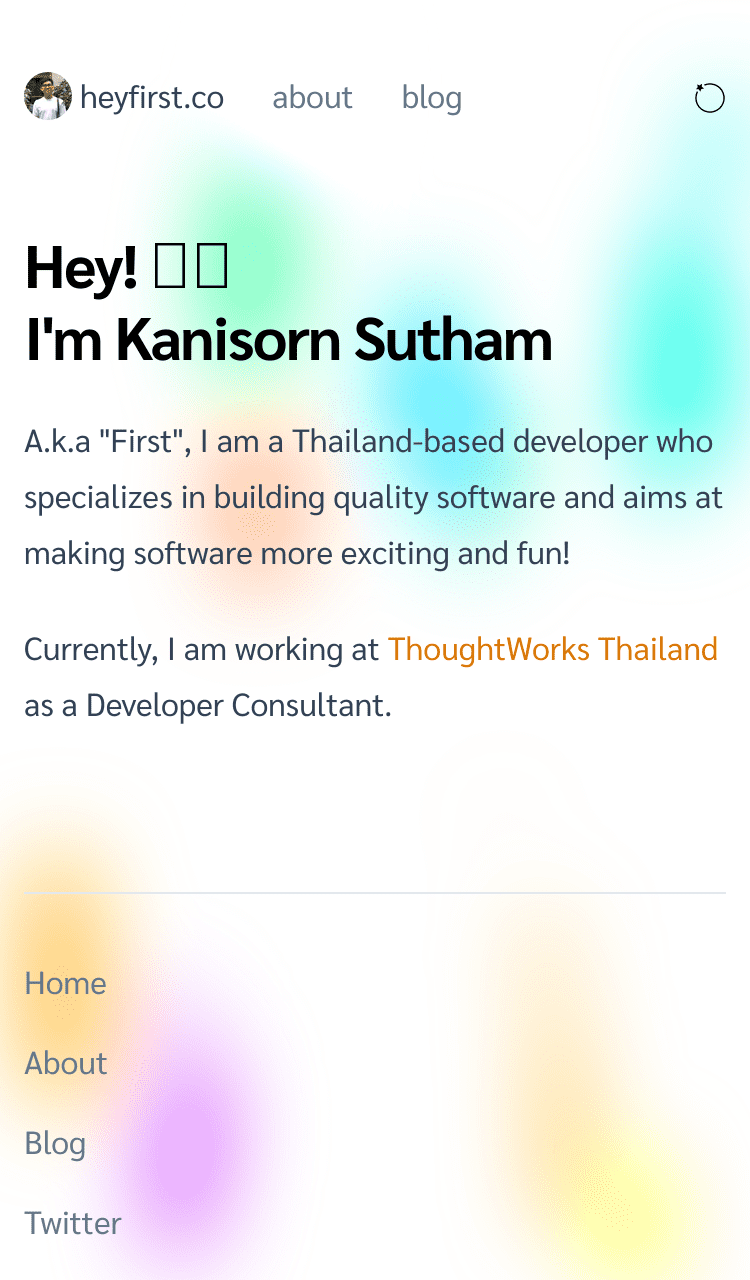 heyfirst.co about blog
Hey!
I'm Kanisorn Sutham
A.k.a "First", I am a Thailand-based developer who
specializes in building quality software and aims at
making software more exciting and fun!
Currently, I am working at ThoughtWorks Thailand
as a Developer Consultant.
Home
About
Blog
Twitter